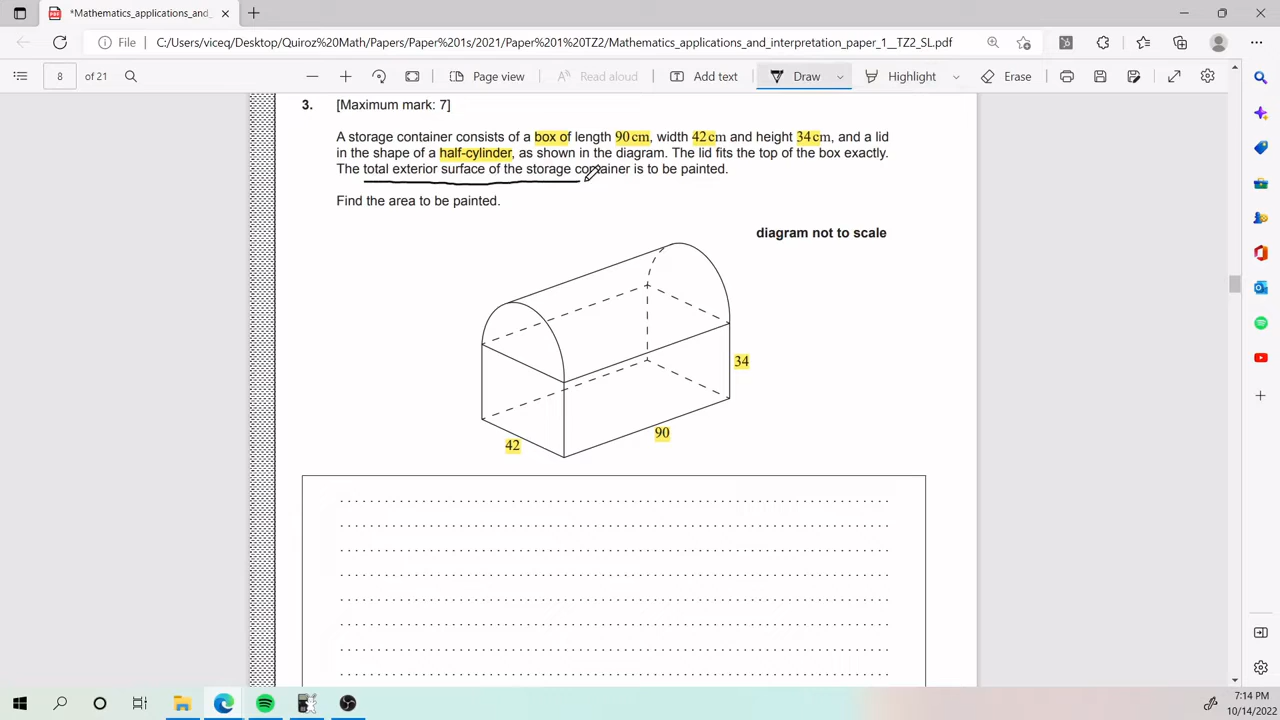 *Mathematics_applications_and_
File
C:/Users/viceq/Desktop/Quiroz%20Math/Papers/Paper%201s/2021/Paper%201%20TZ2/Mathematics_applications_and_interpretation_paper_1__TZ2_SL.pdf
8 of 21
Page view
Read aloud
Add text
Draw
Highlight
Erase
3. [Maximum mark: 7]
A storage container consists of a box of length 90 cm, width 42 cm and height 34 cm, and a lid
in the shape of a half-cylinder, as shown in the diagram. The lid fits the top of the box exactly.
The total exterior surface of the storage container is to be painted.
Find the area to be painted.
diagram not to scale
34
90
42
7:14 PM
10/14/2022